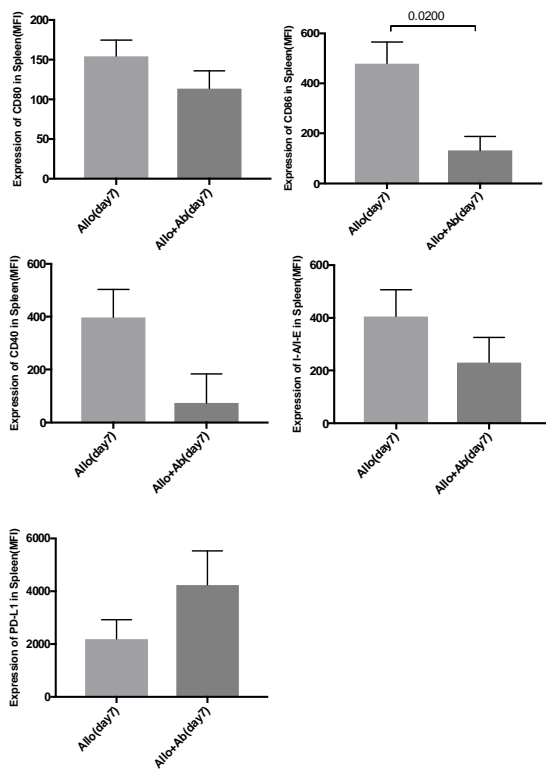 Expression of CD80 in Spleen(MFI)
200
150
100
50
0
Allo(day7)
Allo+Ab(day7)
0.0200
Expression of CD86 in Spleen(MFI)
600
400
200
0
Allo(day7)
Allo+Ab(day7)
Expression of CD40 in Spleen(MFI)
600
400
200
0
Allo(day7)
Allo+Ab(day7)
Expression of I-A/I-E in Spleen(MFI)
600
400
200
0
Allo(day7)
Allo+Ab(day7)
Expression of PD-L1 in Spleen(MFI)
6000
4000
2000
0
Allo(day7)
Allo+Ab(day7)